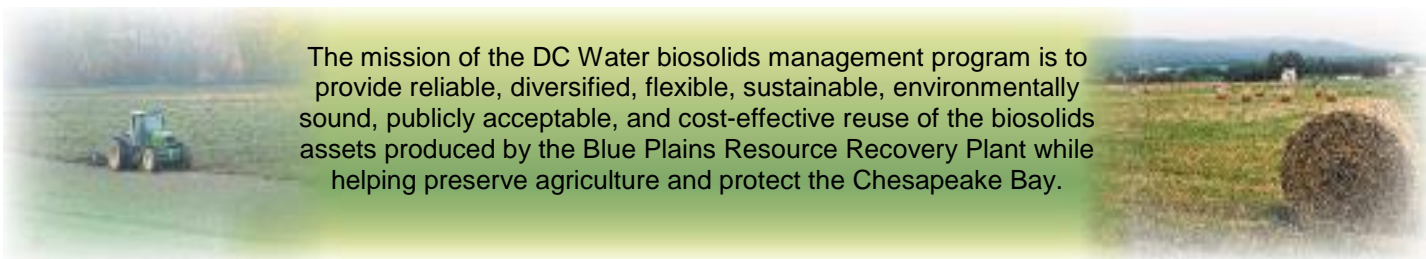 The mission of the DC Water biosolids management program is to
provide reliable, diversified, flexible, sustainable, environmentally
sound, publicly acceptable, and cost-effective reuse of the biosolids
assets produced by the Blue Plains Resource Recovery Plant while
helping preserve agriculture and protect the Chesapeake Bay.